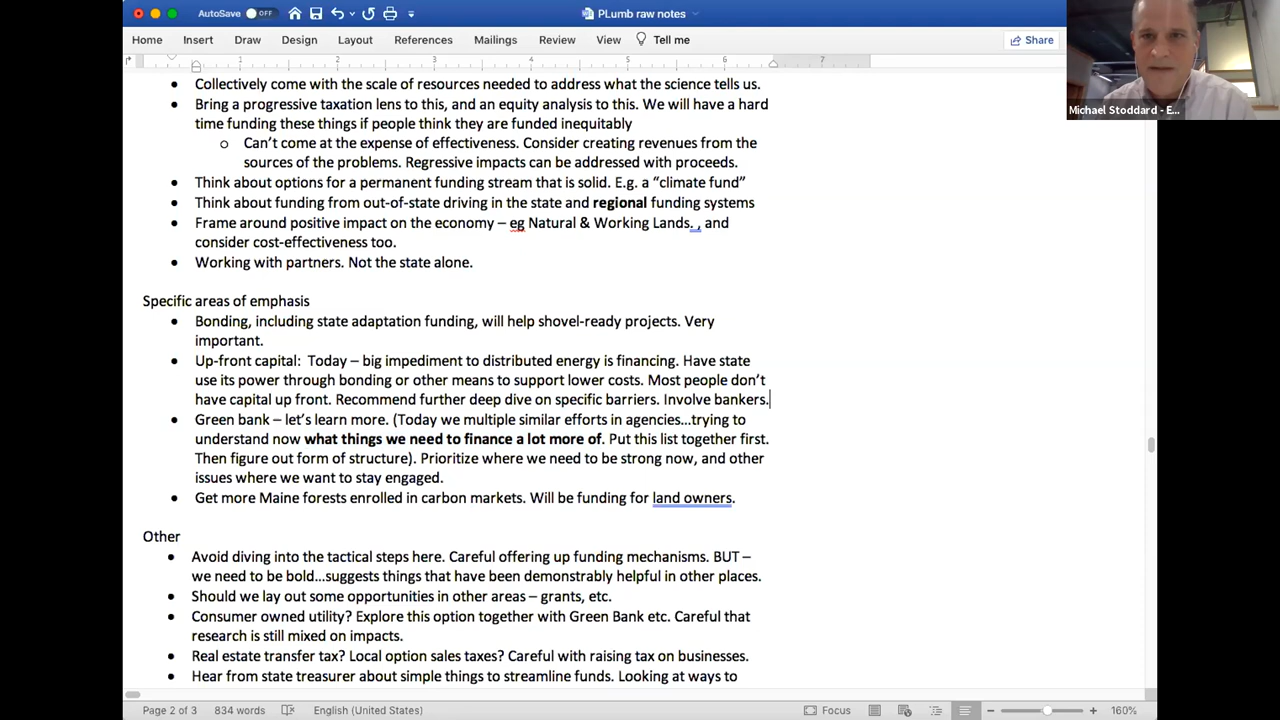 AutoSave OFF
PLumb raw notes
Home Insert Draw Design Layout References Mailings Review View Tell me Share
1 2 3 4 5 6 7
Michael Stoddard - E...
• Collectively come with the scale of resources needed to address what the science tells us.
• Bring a progressive taxation lens to this, and an equity analysis to this. We will have a hard
time funding these things if people think they are funded inequitably
o Can't come at the expense of effectiveness. Consider creating revenues from the
sources of the problems. Regressive impacts can be addressed with proceeds.
• Think about options for a permanent funding stream that is solid. E.g. a “climate fund”
• Think about funding from out-of-state driving in the state and regional funding systems
• Frame around positive impact on the economy – eg Natural & Working Lands. , and
consider cost-effectiveness too.
• Working with partners. Not the state alone.
Specific areas of emphasis
• Bonding, including state adaptation funding, will help shovel-ready projects. Very
important.
• Up-front capital:  Today – big impediment to distributed energy is financing. Have state
use its power through bonding or other means to support lower costs. Most people don't
have capital up front. Recommend further deep dive on specific barriers. Involve bankers.
• Green bank – let's learn more. (Today we multiple similar efforts in agencies...trying to
understand now what things we need to finance a lot more of. Put this list together first.
Then figure out form of structure). Prioritize where we need to be strong now, and other
issues where we want to stay engaged.
• Get more Maine forests enrolled in carbon markets. Will be funding for land owners.
Other
• Avoid diving into the tactical steps here. Careful offering up funding mechanisms. BUT –
we need to be bold...suggests things that have been demonstrably helpful in other places.
• Should we lay out some opportunities in other areas – grants, etc.
• Consumer owned utility? Explore this option together with Green Bank etc. Careful that
research is still mixed on impacts.
• Real estate transfer tax? Local option sales taxes? Careful with raising tax on businesses.
• Hear from state treasurer about simple things to streamline funds. Looking at ways to
Page 2 of 3 834 words English (United States) Focus 160%